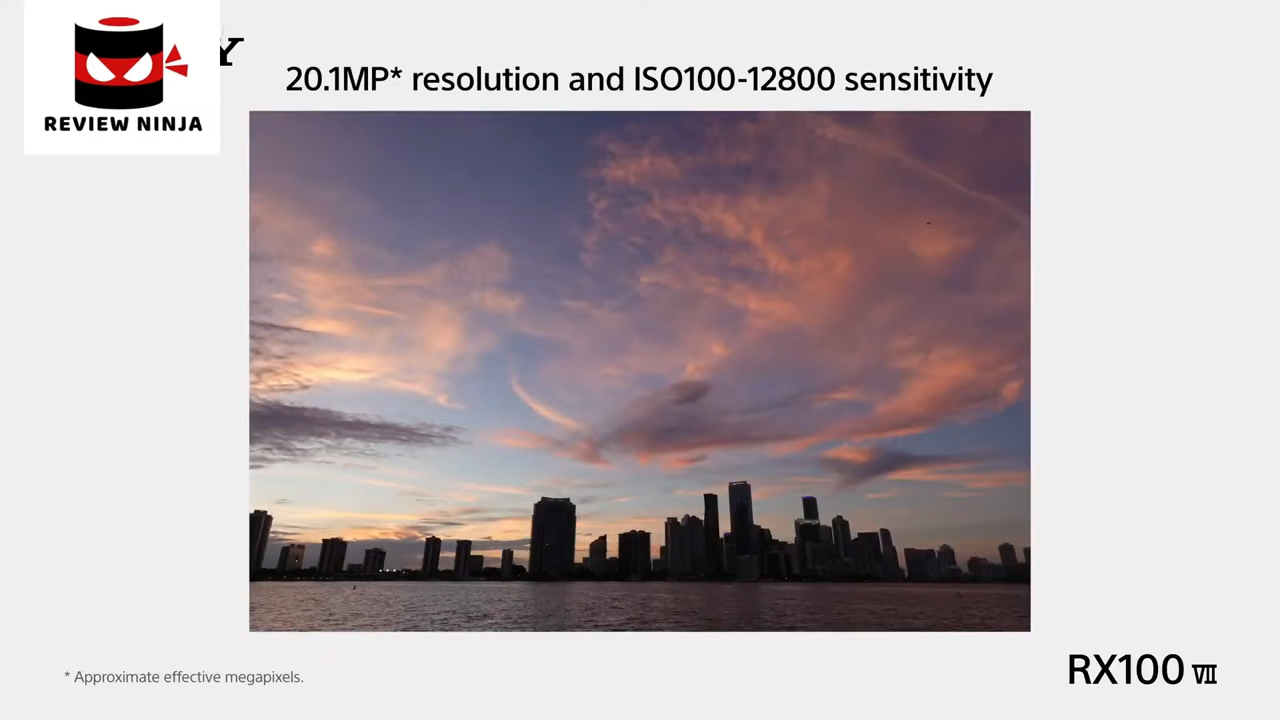 REVIEW NINJA
Y
20.1MP* resolution and ISO100-12800 sensitivity
* Approximate effective megapixels.
RX100 VII